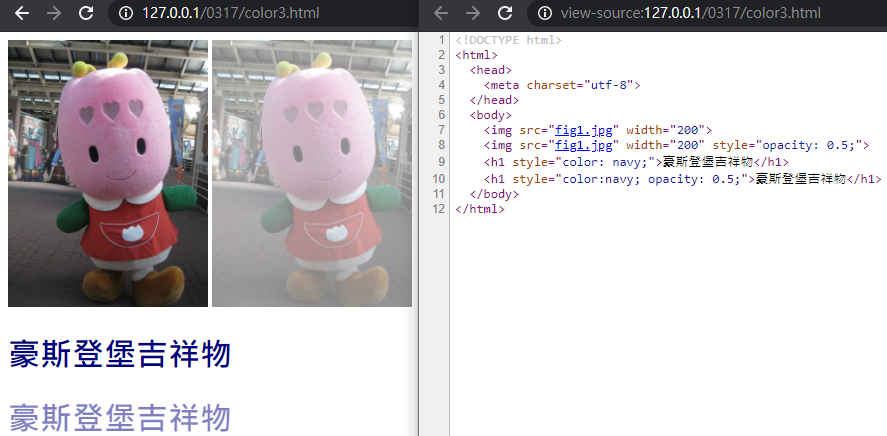 127.0.0.1/0317/color3.html
豪斯登堡吉祥物
豪斯登堡吉祥物
view-source:127.0.0.1/0317/color3.html
1 <!DOCTYPE html>
2 <html>
3 <head>
4 <meta charset="utf-8">
5 </head>
6 <body>
7 <img src="fig1.jpg" width="200">
8 <img src="fig1.jpg" width="200" style="opacity: 0.5;">
9 <h1 style="color: navy;">豪斯登堡吉祥物</h1>
10 <h1 style="color:navy; opacity: 0.5;">豪斯登堡吉祥物</h1>
11 </body>
12 </html>